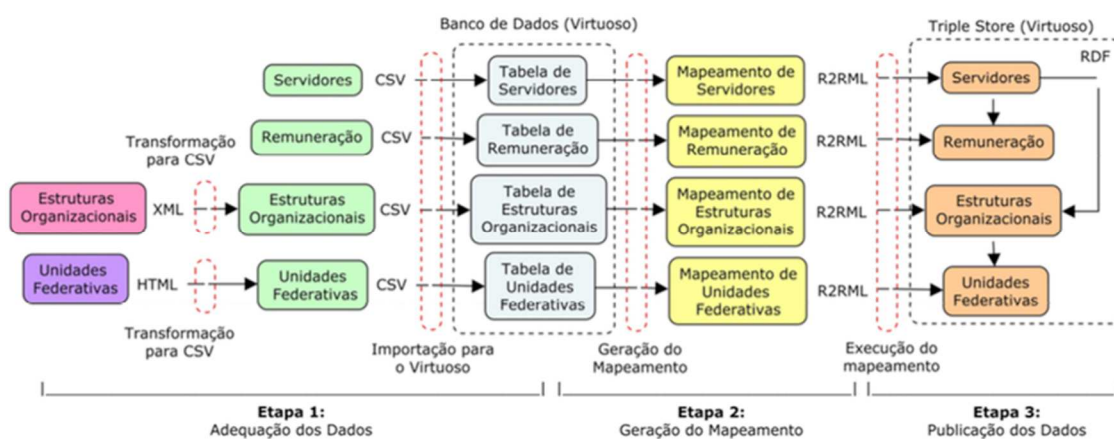 Banco de Dados (Virtuoso)
Triple Store (Virtuoso)
RDF
Servidores
CSV
Tabela de
Servidores
Mapeamento de
Servidores
R2RML
Servidores
Transformação
para CSV
Remuneração
CSV
Tabela de
Remuneração
Mapeamento de
Remuneração
R2RML
Remuneração
Estruturas
Organizacionais
XML
Estruturas
Organizacionais
CSV
Tabela de
Estruturas
Organizacionais
Mapeamento de
Estruturas
Organizacionais
R2RML
Estruturas
Organizacionais
Unidades
Federativas
HTML
Unidades
Federativas
CSV
Tabela de
Unidades
Federativas
Mapeamento de
Unidades
Federativas
R2RML
Unidades
Federativas
Transformação
para CSV
Importação para
o Virtuoso
Geração do
Mapeamento
Execução do
mapeamento
Etapa 1:
Adequação dos Dados
Etapa 2:
Geração do Mapeamento
Etapa 3:
Publicação dos Dados